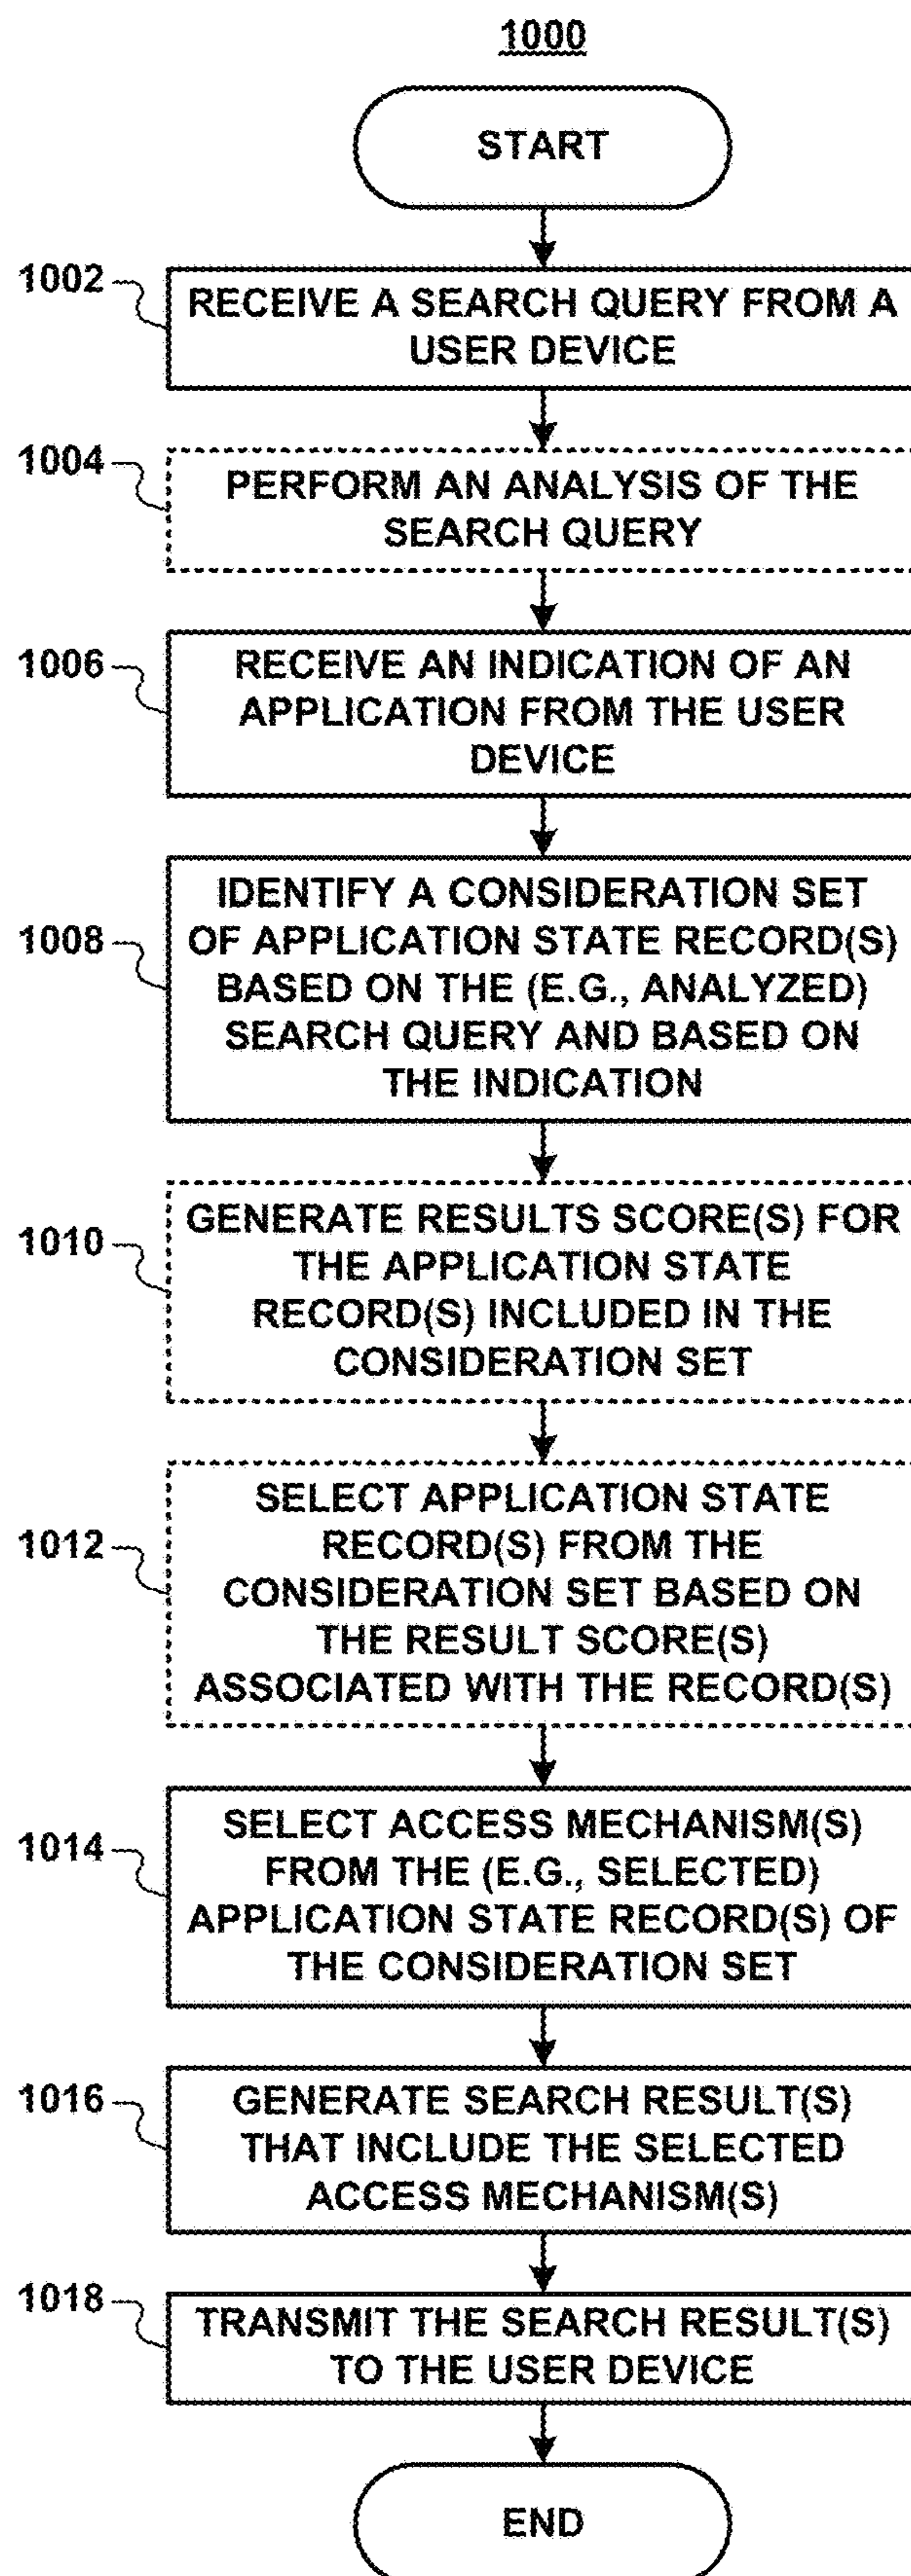 1000
START
1002
RECEIVE A SEARCH QUERY FROM A
USER DEVICE
1004
PERFORM AN ANALYSIS OF THE
SEARCH QUERY
1006
RECEIVE AN INDICATION OF AN
APPLICATION FROM THE USER
DEVICE
1008
IDENTIFY A CONSIDERATION SET
OF APPLICATION STATE RECORD(S)
BASED ON THE (E.G., ANALYZED)
SEARCH QUERY AND BASED ON
THE INDICATION
1010
GENERATE RESULTS SCORE(S) FOR
THE APPLICATION STATE
RECORD(S) INCLUDED IN THE
CONSIDERATION SET
1012
SELECT APPLICATION STATE
RECORD(S) FROM THE
CONSIDERATION SET BASED ON
THE RESULT SCORE(S)
ASSOCIATED WITH THE RECORD(S)
1014
SELECT ACCESS MECHANISM(S)
FROM THE (E.G., SELECTED)
APPLICATION STATE RECORD(S) OF
THE CONSIDERATION SET
1016
GENERATE SEARCH RESULT(S)
THAT INCLUDE THE SELECTED
ACCESS MECHANISM(S)
1018
TRANSMIT THE SEARCH RESULT(S)
TO THE USER DEVICE
END